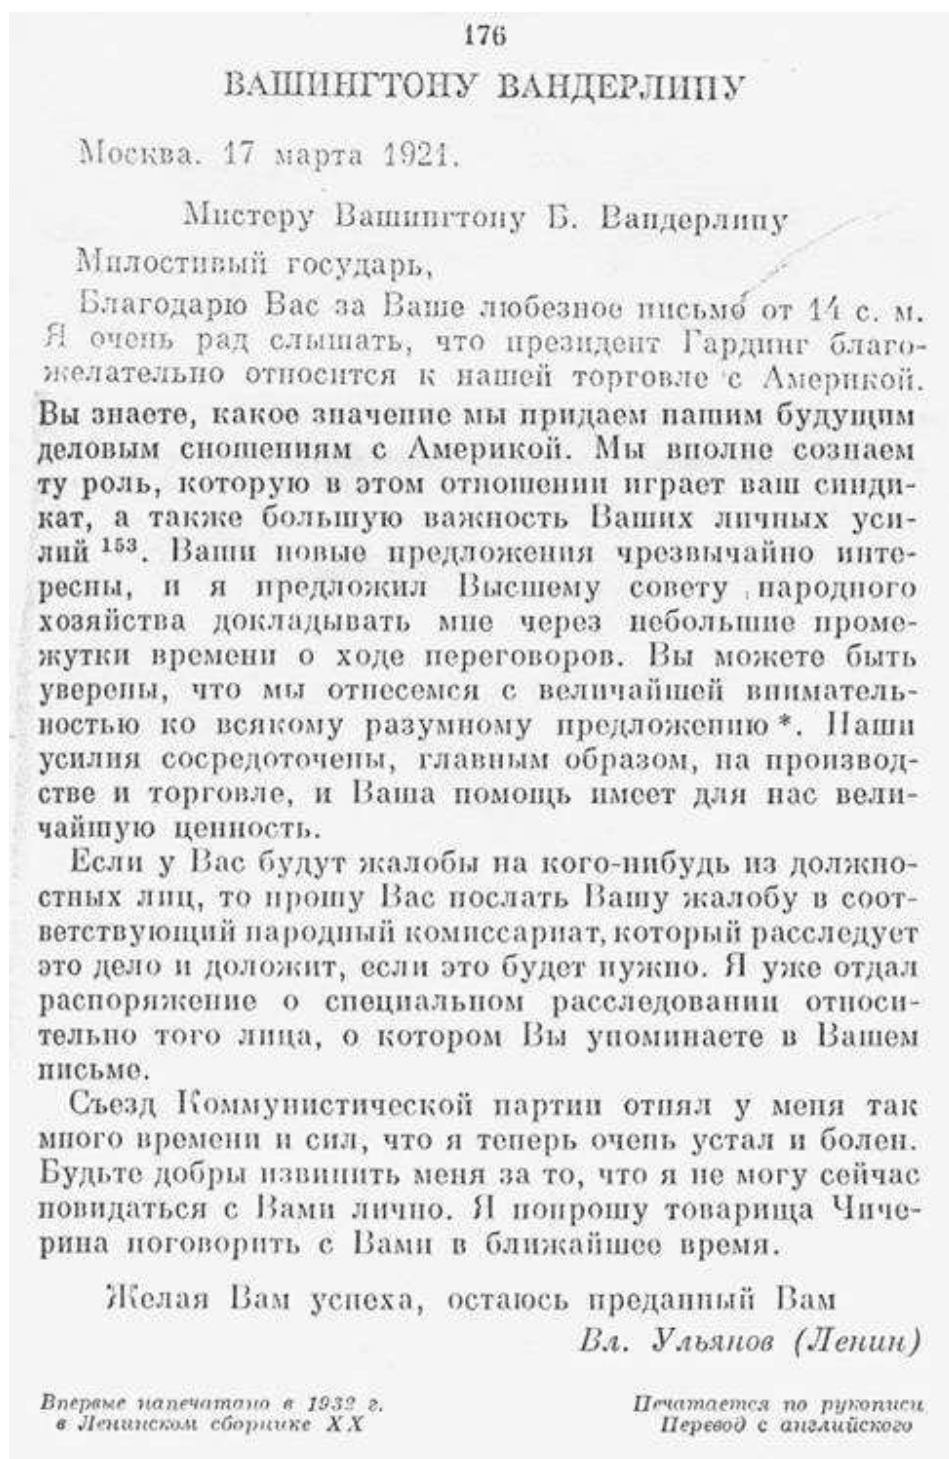 176
ВАШИНГТОНУ ВАНДЕРЛИПУ
Москва. 17 марта 1921.
Мистеру Вашингтону Б. Вандерлипу
Милостивый государь,
Благодарю Вас за Ваше любезное письмо от 14 с. м.
Я очень рад слышать, что президент Гардинг благо-
желательно относится к нашей торговле с Америкой.
Вы знаете, какое значение мы придаем нашим будущим
деловым сношениям с Америкой. Мы вполне сознаем
ту роль, которую в этом отношении играет ваш синди-
кат, а также большую важность Ваших личных уси-
лий 153. Ваши новые предложения чрезвычайно инте-
ресны, и я предложил Высшему совету народного
хозяйства докладывать мне через небольшие проме-
жутки времени о ходе переговоров. Вы можете быть
уверены, что мы отнесемся с величайшей вниматель-
ностью ко всякому разумному предложению *. Наши
усилия сосредоточены, главным образом, на производ-
стве и торговле, и Ваша помощь имеет для нас вели-
чайшую ценность.
Если у Вас будут жалобы на кого-нибудь из должно-
стных лиц, то прошу Вас послать Вашу жалобу в соот-
ветствующий народный комиссариат, который расследует
это дело и доложит, если это будет нужно. Я уже отдал
распоряжение о специальном расследовании относи-
тельно того лица, о котором Вы упоминаете в Вашем
письме.
Съезд Коммунистической партии отнял у меня так
много времени и сил, что я теперь очень устал и болен.
Будьте добры извинить меня за то, что я не могу сейчас
повидаться с Вами лично. Я попрошу товарища Чиче-
рина поговорить с Вами в ближайшее время.
Желая Вам успеха, остаюсь преданный Вам
Вл. Ульянов (Ленин)
Впервые напечатано в 1932 г.
в Ленинском сборнике XX
Печатается по рукописи
Перевод с английского